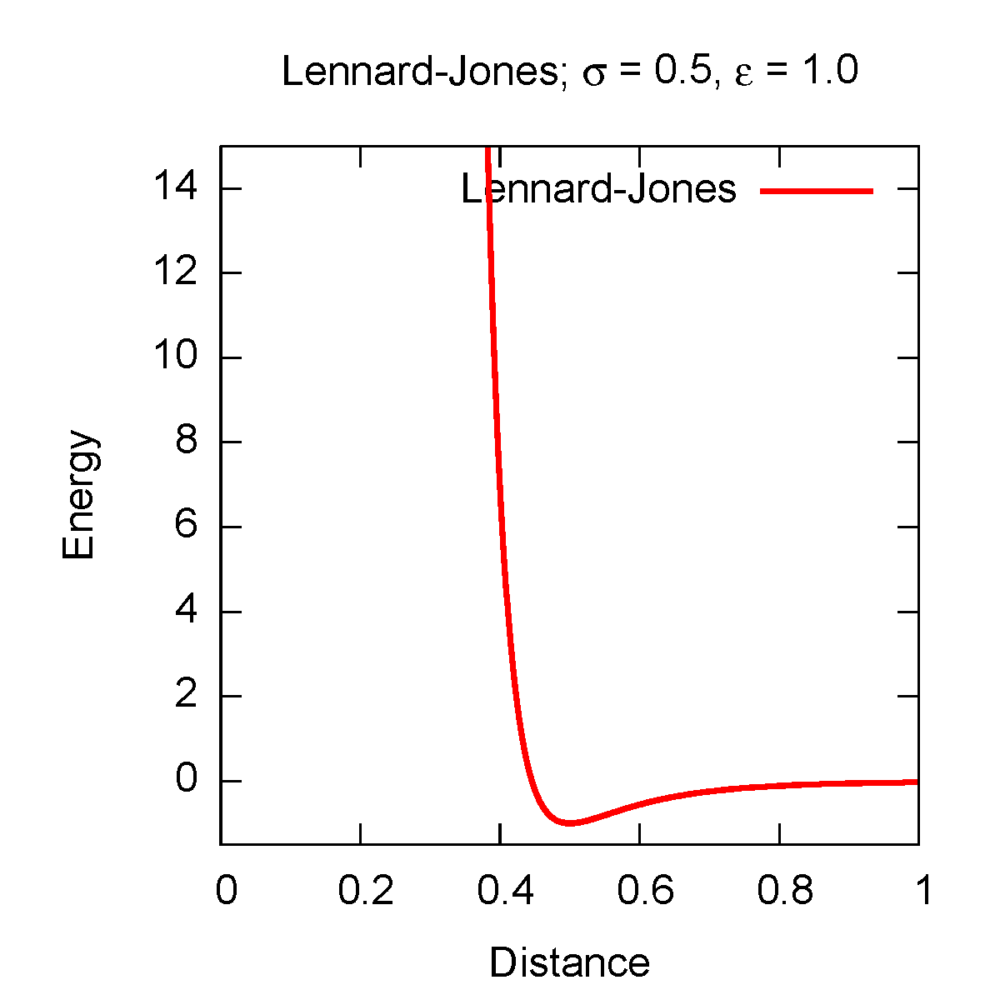 Lennard-Jones; σ = 0.5, ε = 1.0
Lennard-Jones
14
12
10
8
6
4
2
0
Energy
0 0.2 0.4 0.6 0.8 1
Distance